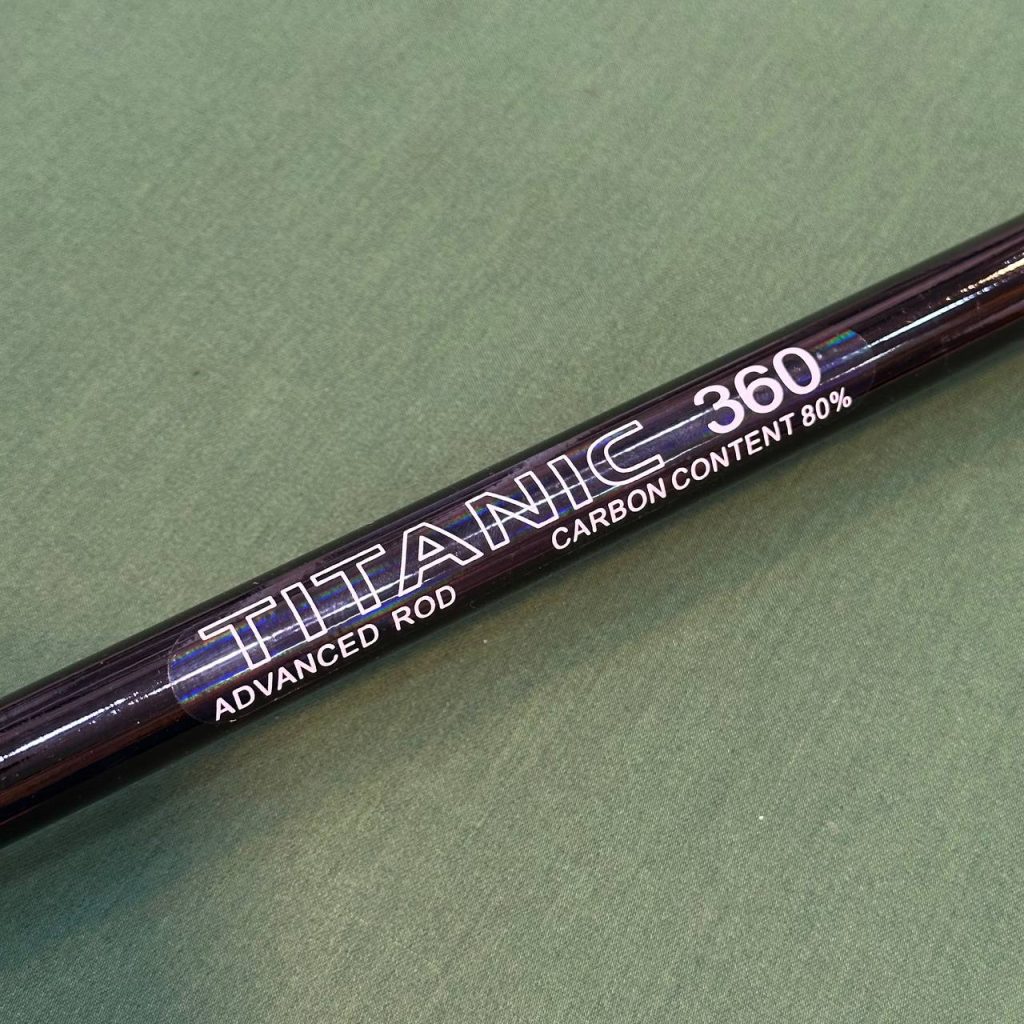 TITANIC 360
ADVANCED ROD CARBON CONTENT 80%